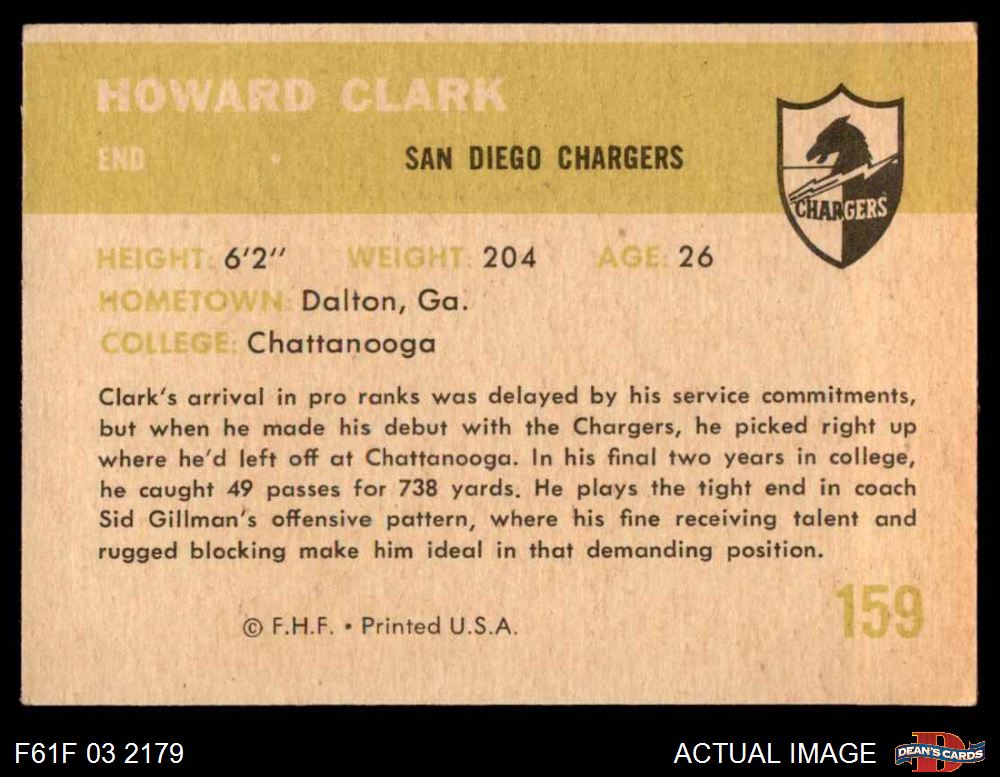 HOWARD CLARK
END • SAN DIEGO CHARGERS
CHARGERS
HEIGHT: 6'2'' WEIGHT: 204 AGE: 26
HOMETOWN: Dalton, Ga.
COLLEGE: Chattanooga
Clark's arrival in pro ranks was delayed by his service commitments,
but when he made his debut with the Chargers, he picked right up
where he'd left off at Chattanooga. In his final two years in college,
he caught 49 passes for 738 yards. He plays the tight end in coach
Sid Gillman's offensive pattern, where his fine receiving talent and
rugged blocking make him ideal in that demanding position.
159
© F.H.F. • Printed U.S.A.
F61F 03 2179
ACTUAL IMAGE
D
DEAN'S CARDS